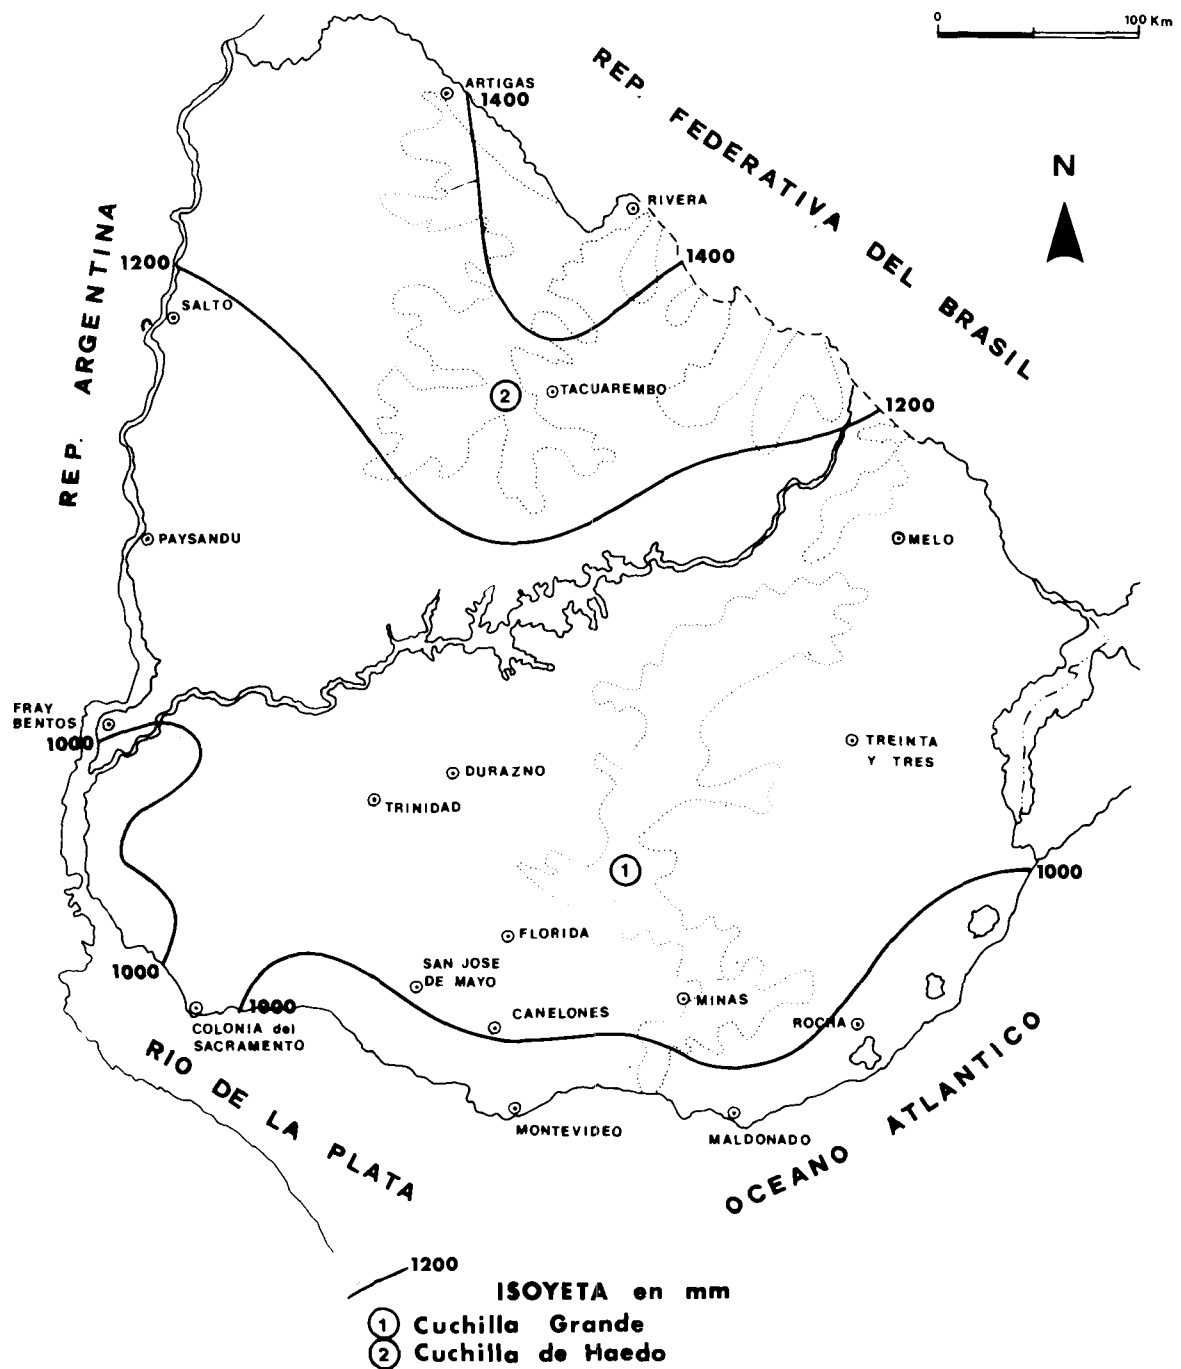 0 100 Km
REP. FEDERATIVA DEL BRASIL
ARTIGAS
1400
N
RIVERA
REP. ARGENTINA
1200
1400
SALTO
2
TACUAREMBO
1200
PAYSANDU
MELO
FRAY
BENTOS
1000
TREINTA
Y TRES
DURAZNO
TRINIDAD
1
1000
FLORIDA
SAN JOSE
DE MAYO
1000
1000
MINAS
CANELONES
ROCHA
COLONIA del
SACRAMENTO
RIO DE LA PLATA
MONTEVIDEO
MALDONADO
OCEANO ATLANTICO
1200
ISOYETA en mm
1 Cuchilla Grande
2 Cuchilla de Haedo